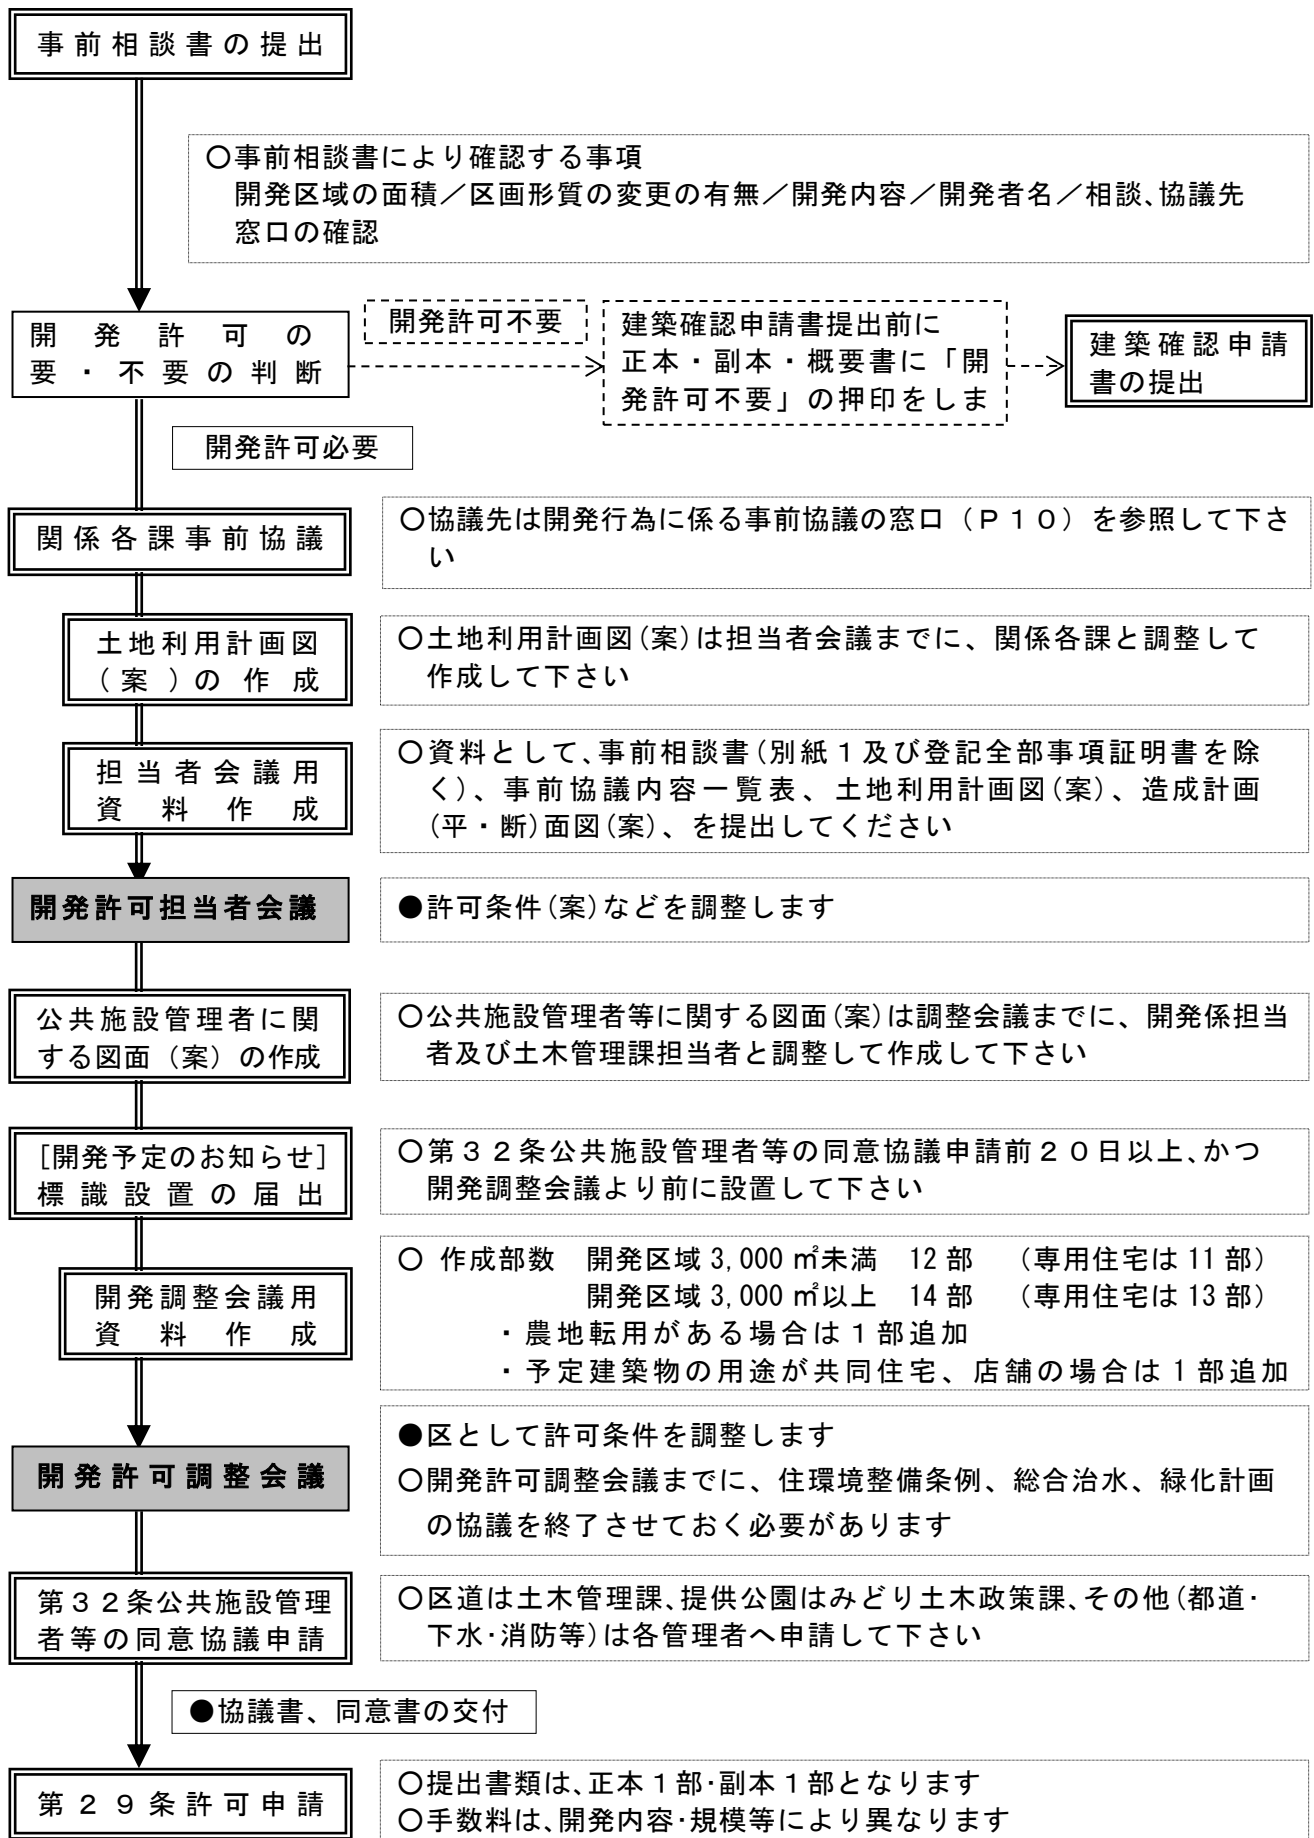 事前相談書の提出
○事前相談書により確認する事項
開発区域の面積／区画形質の変更の有無／開発内容／開発者名／相談、協議先
窓口の確認
開発許可の
要・不要の判断
開発許可不要
建築確認申請書提出前に
正本・副本・概要書に「開
発許可不要」の押印をしま
建築確認申請
書の提出
開発許可必要
関係各課事前協議
○協議先は開発行為に係る事前協議の窓口（Ｐ１０）を参照して下さ
い
土地利用計画図
(案)の作成
○土地利用計画図(案)は担当者会議までに、関係各課と調整して
作成して下さい
担当者会議用
資料作成
○資料として、事前相談書(別紙１及び登記全部事項証明書を除
く)、事前協議内容一覧表、土地利用計画図(案)、造成計画
(平・断)面図(案)、を提出してください
開発許可担当者会議
●許可条件(案)などを調整します
公共施設管理者に関
する図面（案）の作成
○公共施設管理者等に関する図面(案)は調整会議までに、開発係担当
者及び土木管理課担当者と調整して作成して下さい
[開発予定のお知らせ]
標識設置の届出
○第３２条公共施設管理者等の同意協議申請前２０日以上、かつ
開発調整会議より前に設置して下さい
開発調整会議用
資料作成
○ 作成部数　開発区域 3,000 ㎡未満　12 部　（専用住宅は 11 部）
開発区域 3,000 ㎡以上　14 部　（専用住宅は 13 部）
・農地転用がある場合は１部追加
・予定建築物の用途が共同住宅、店舗の場合は１部追加
開発許可調整会議
●区として許可条件を調整します
○開発許可調整会議までに、住環境整備条例、総合治水、緑化計画
の協議を終了させておく必要があります
第３２条公共施設管理
者等の同意協議申請
○区道は土木管理課、提供公園はみどり土木政策課、その他(都道･
下水･消防等)は各管理者へ申請して下さい
●協議書、同意書の交付
第２９条許可申請
○提出書類は、正本１部･副本１部となります
○手数料は、開発内容･規模等により異なります